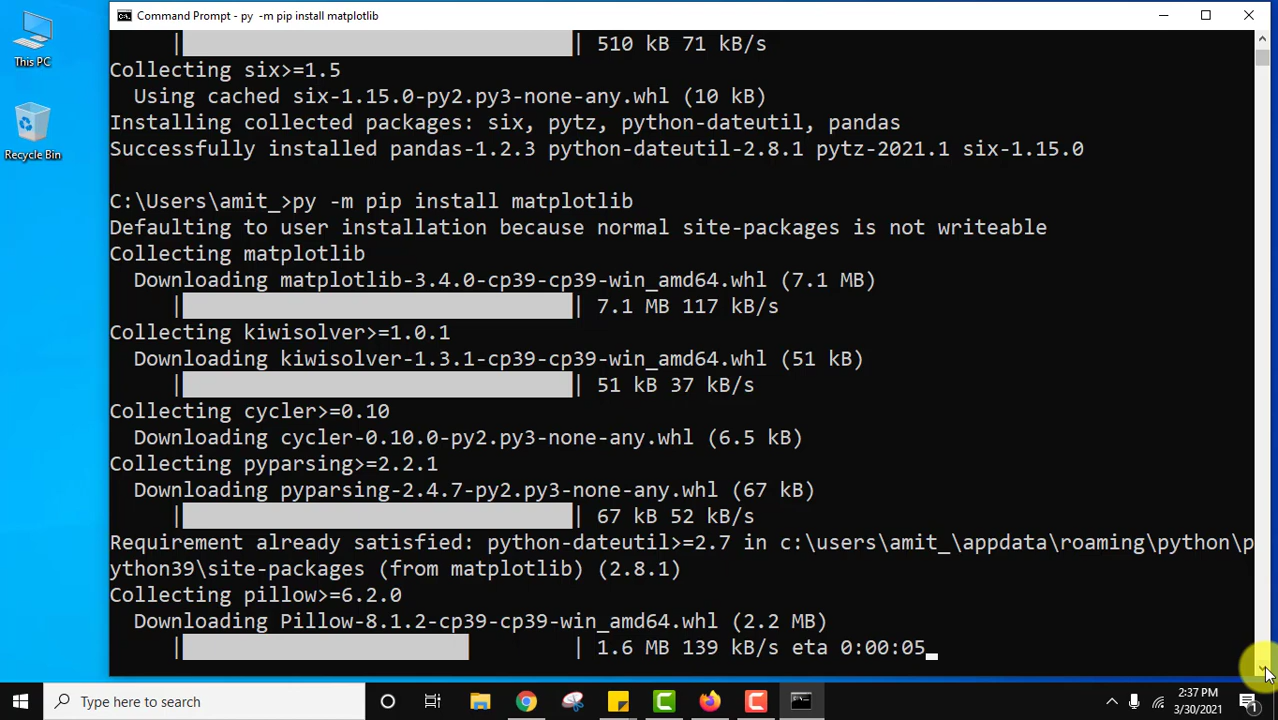 Command Prompt - py -m pip install matplotlib
This PC
Recycle Bin
| | 510 kB 71 kB/s
Collecting six>=1.5
Using cached six-1.15.0-py2.py3-none-any.whl (10 kB)
Installing collected packages: six, pytz, python-dateutil, pandas
Successfully installed pandas-1.2.3 python-dateutil-2.8.1 pytz-2021.1 six-1.15.0
C:\Users\amit_>py -m pip install matplotlib
Defaulting to user installation because normal site-packages is not writeable
Collecting matplotlib
Downloading matplotlib-3.4.0-cp39-cp39-win_amd64.whl (7.1 MB)
| | 7.1 MB 117 kB/s
Collecting kiwisolver>=1.0.1
Downloading kiwisolver-1.3.1-cp39-cp39-win_amd64.whl (51 kB)
| | 51 kB 37 kB/s
Collecting cycler>=0.10
Downloading cycler-0.10.0-py2.py3-none-any.whl (6.5 kB)
Collecting pyparsing>=2.2.1
Downloading pyparsing-2.4.7-py2.py3-none-any.whl (67 kB)
| | 67 kB 52 kB/s
Requirement already satisfied: python-dateutil>=2.7 in c:\users\amit_\appdata\roaming\python\p
ython39\site-packages (from matplotlib) (2.8.1)
Collecting pillow>=6.2.0
Downloading Pillow-8.1.2-cp39-cp39-win_amd64.whl (2.2 MB)
| | 1.6 MB 139 kB/s eta 0:00:05
Type here to search
2:37 PM
3/30/2021
1